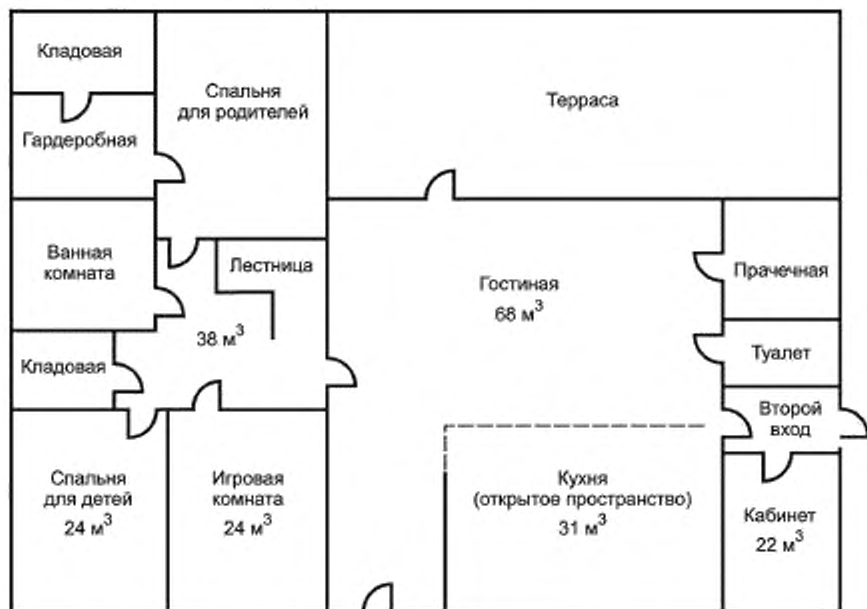 Кладовая
Гардеробная
Спальня
для родителей
Терраса
Ванная
комната
Лестница
38 м³
Кладовая
Гостиная
68 м³
Прачечная
Туалет
Второй
вход
Спальня
для детей
24 м³
Игровая
комната
24 м³
Кухня
(открытое пространство)
31 м³
Кабинет
22 м³